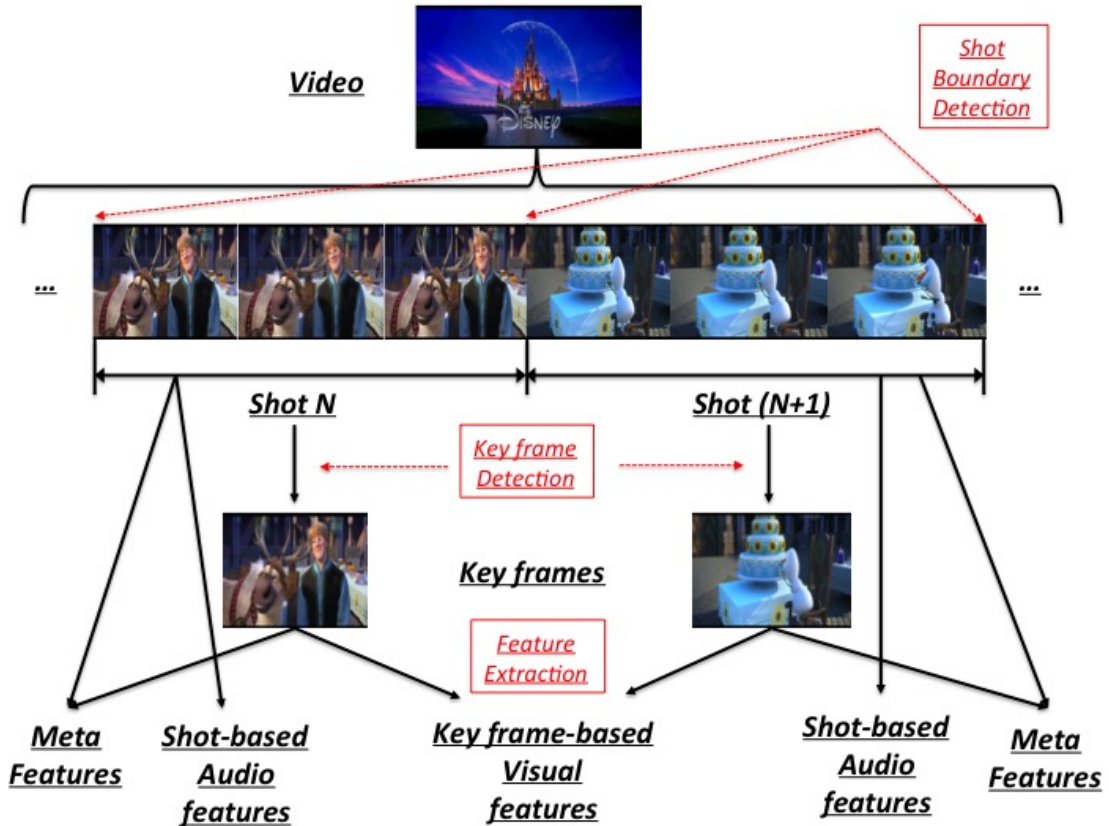 Video
Disney
Shot
Boundary
Detection
...
...
Shot N
Shot (N+1)
Key frame
Detection
Key frames
Feature
Extraction
Meta
Features
Shot-based
Audio
features
Key frame-based
Visual
features
Shot-based
Audio
features
Meta
Features